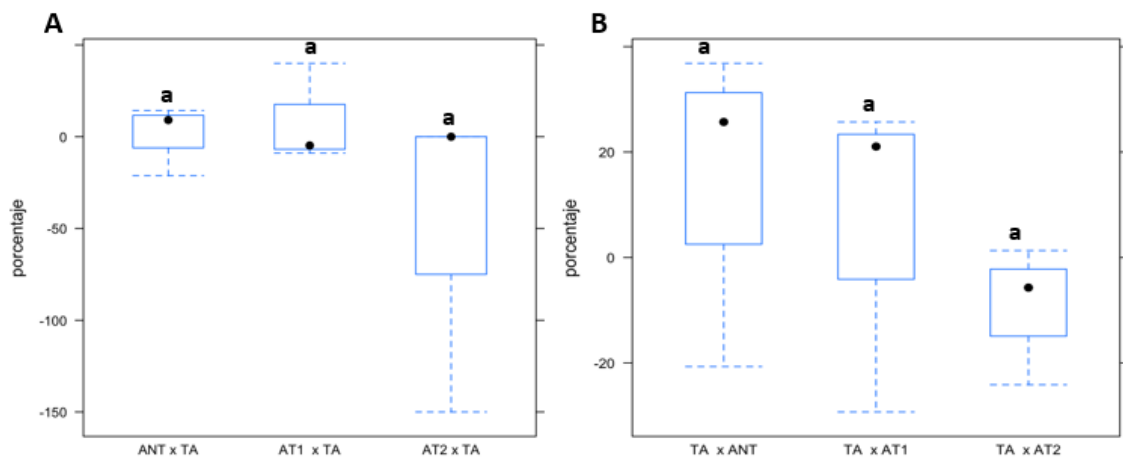 A
B
a
a
a
a
a
a
porcentaje
0
-50
-100
-150
ANT x TA
AT1 x TA
AT2 x TA
porcentaje
20
0
-20
TA x ANT
TA x AT1
TA x AT2